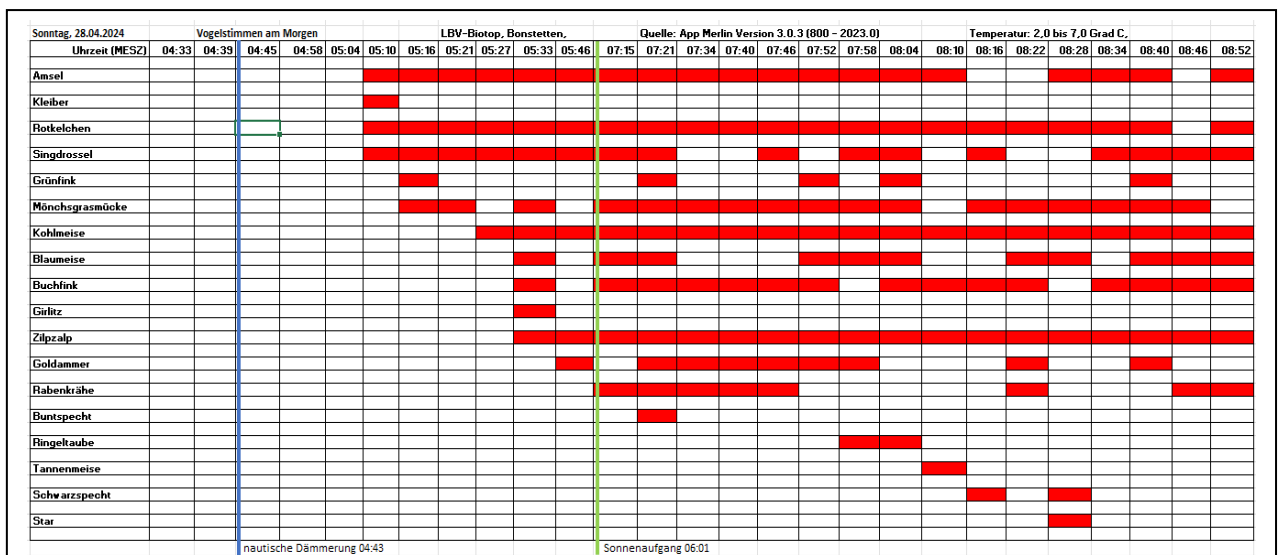 Sonntag, 28.04.2024 Vogelstimmen am Morgen LBV-Biotop, Bonstetten, Quelle: App Merlin Version 3.0.3 (800 - 2023.0) Temperatur: 2,0 bis 7,0 Grad C,
Uhrzeit (MESZ) 04:33 04:39 04:45 04:58 05:04 05:10 05:16 05:21 05:27 05:33 05:46 07:15 07:21 07:34 07:40 07:46 07:52 07:58 08:04 08:10 08:16 08:22 08:28 08:34 08:40 08:46 08:52
Amsel
Kleiber
Rotkelchen
Singdrossel
Grünfink
Mönchsgrasmücke
Kohlmeise
Blaumeise
Buchfink
Girlitz
Zilpzalp
Goldammer
Rabenkrähe
Buntspecht
Ringeltaube
Tannenmeise
Schwarzspecht
Star
nautische Dämmerung 04:43 Sonnenaufgang 06:01